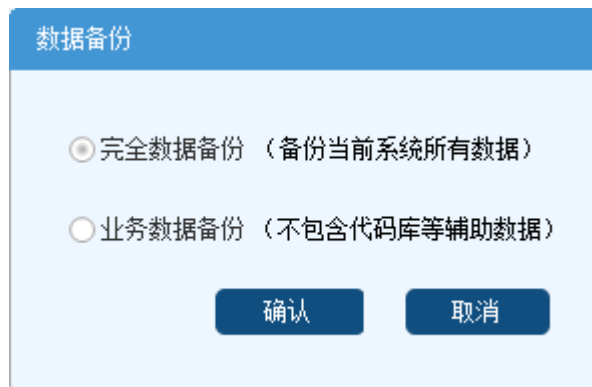 数据备份
完全数据备份 （备份当前系统所有数据）
业务数据备份 （不包含代码库等辅助数据）
确认 取消